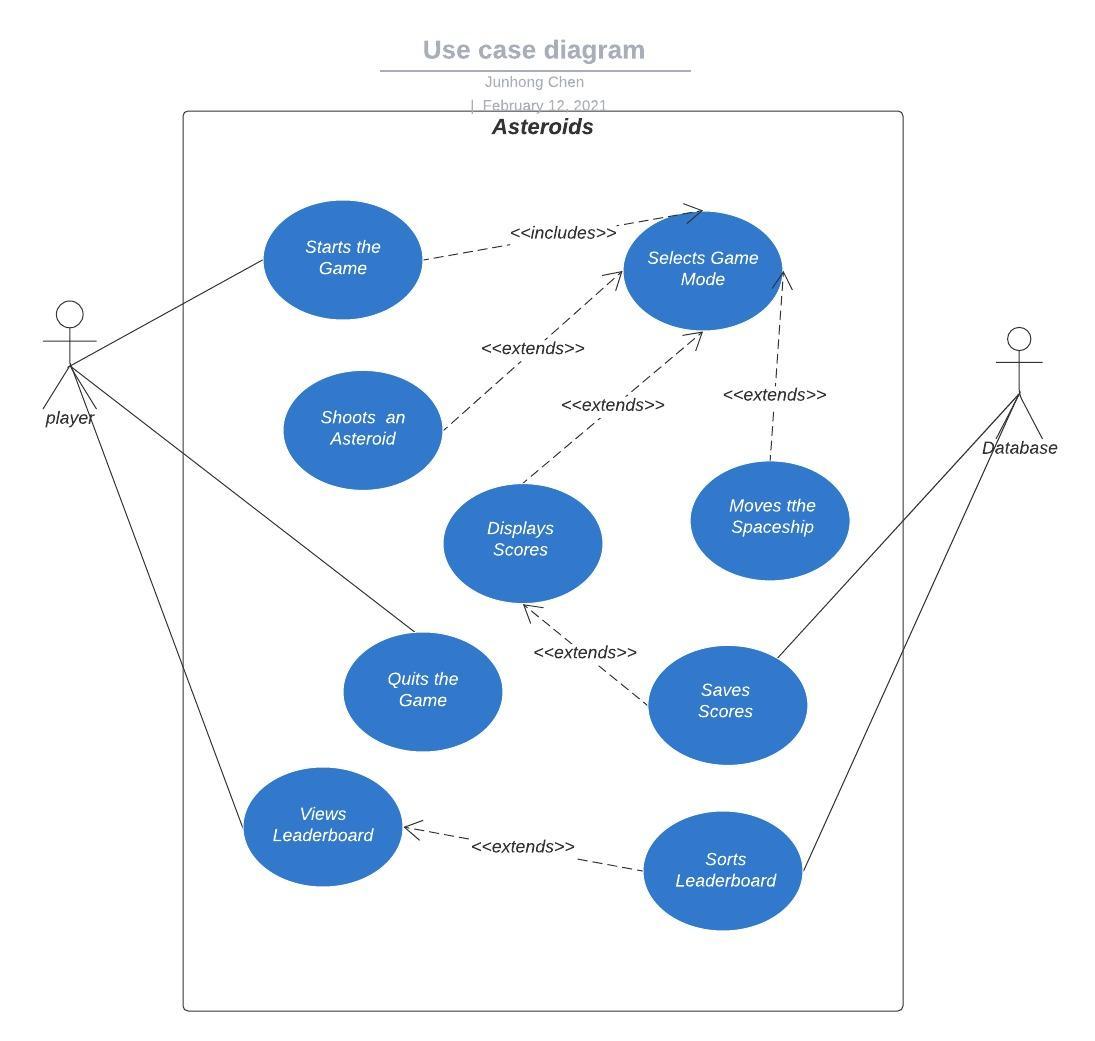 Use case diagram
Junhong Chen
| February 12, 2021
Asteroids
Starts the
Game
<<includes>>
Selects Game
Mode
<<extends>>
<<extends>>
<<extends>>
player
Shoots an
Asteroid
Database
Displays
Scores
Moves tthe
Spaceship
<<extends>>
Quits the
Game
Saves
Scores
Views
Leaderboard
<<extends>>
Sorts
Leaderboard